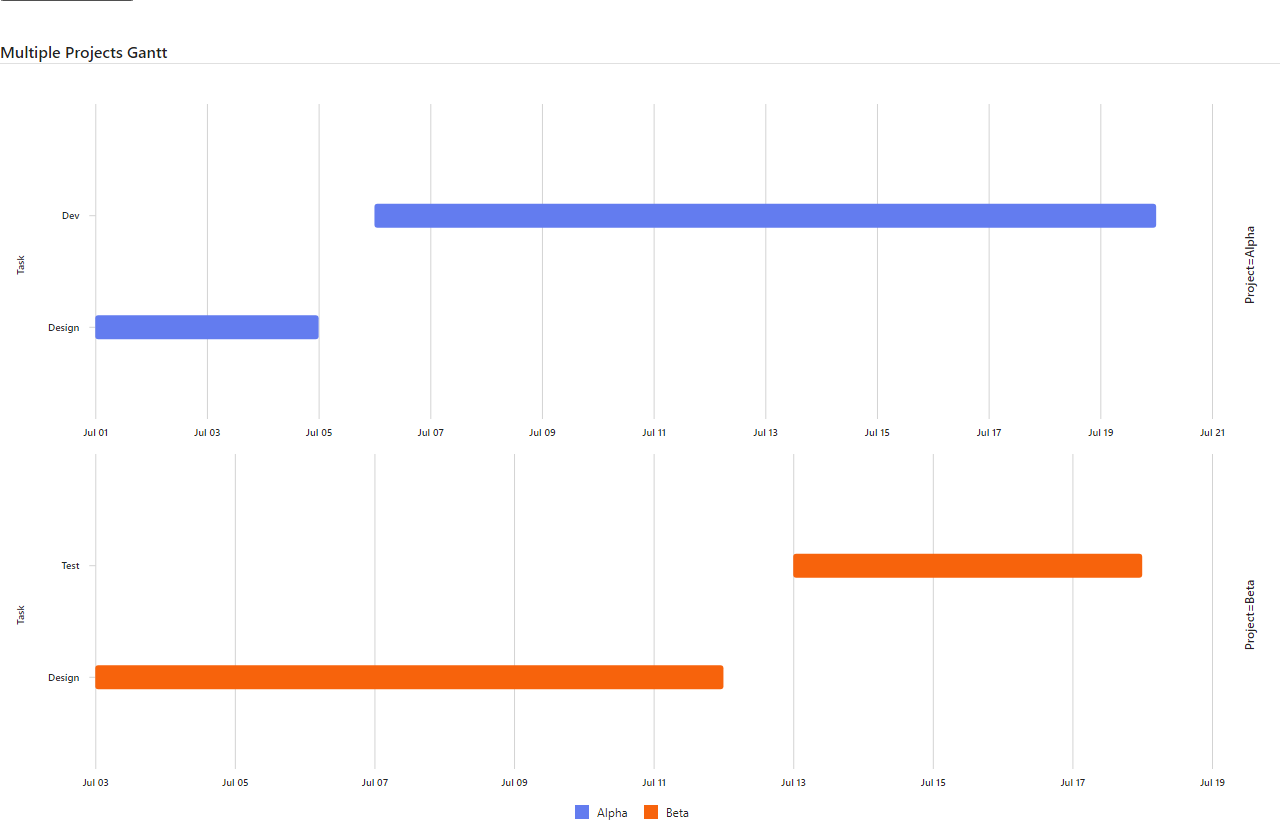 Multiple Projects Gantt
Dev
Design
Task
Project=Alpha
Jul 01 Jul 03 Jul 05 Jul 07 Jul 09 Jul 11 Jul 13 Jul 15 Jul 17 Jul 19 Jul 21
Test
Design
Task
Project=Beta
Jul 03 Jul 05 Jul 07 Jul 09 Jul 11 Jul 13 Jul 15 Jul 17 Jul 19
Alpha Beta